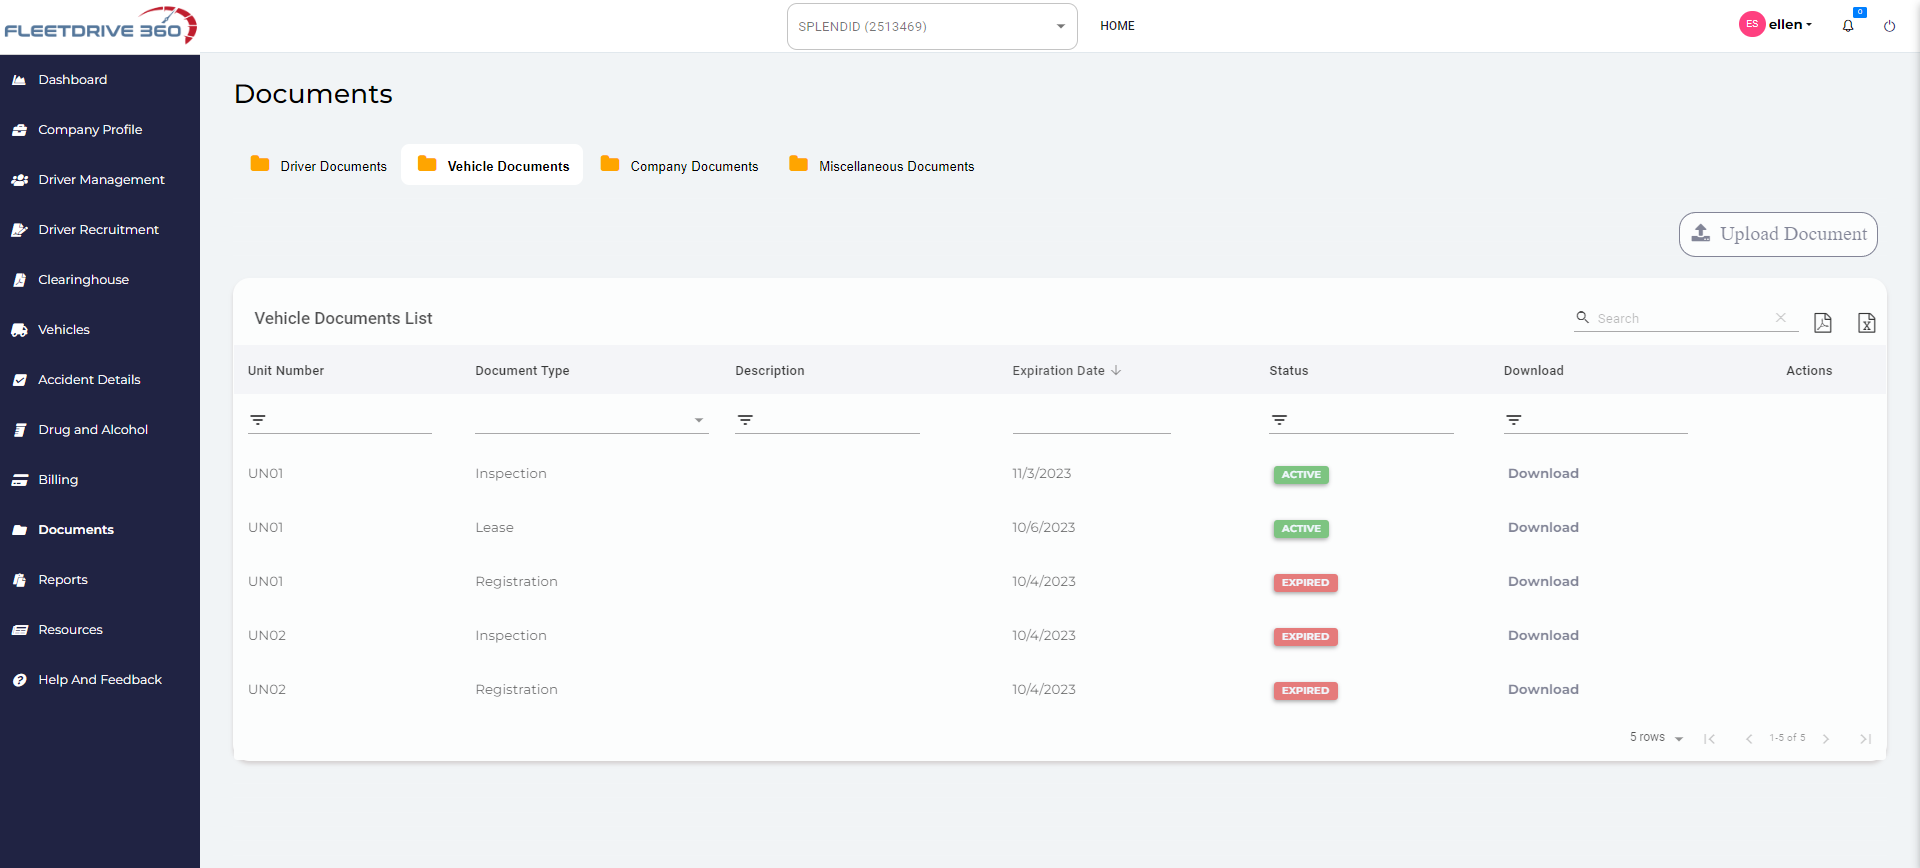 FLEETDRIVE 360
SPLENDID (2513469)
HOME
ES
ellen
0
Dashboard
Company Profile
Driver Management
Driver Recruitment
Clearinghouse
Vehicles
Accident Details
Drug and Alcohol
Billing
Documents
Reports
Resources
Help And Feedback
Documents
Driver Documents
Vehicle Documents
Company Documents
Miscellaneous Documents
Upload Document
Vehicle Documents List
Search
Unit Number Document Type Description Expiration Date Status Download Actions
UN01 Inspection 11/3/2023 ACTIVE Download
UN01 Lease 10/6/2023 ACTIVE Download
UN01 Registration 10/4/2023 EXPIRED Download
UN02 Inspection 10/4/2023 EXPIRED Download
UN02 Registration 10/4/2023 EXPIRED Download
5 rows 1-5 of 5